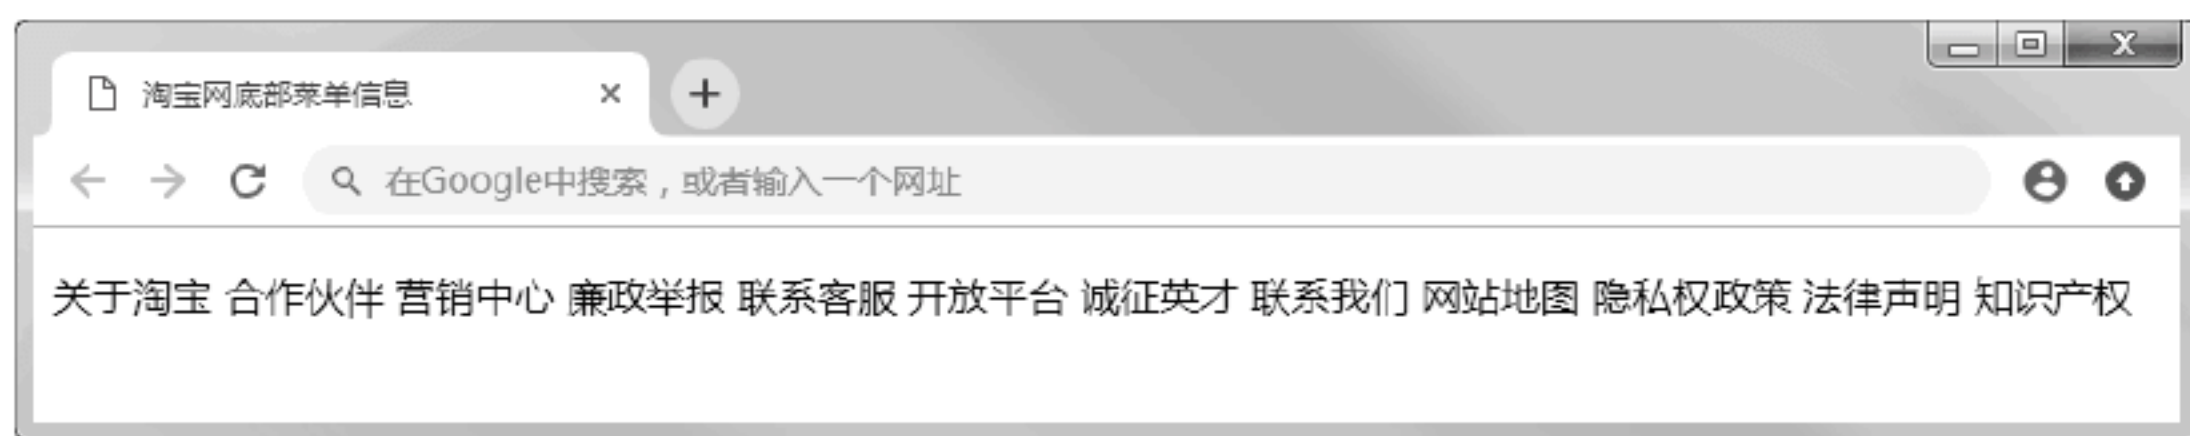 淘宝网底部菜单信息
在Google中搜索，或者输入一个网址
关于淘宝 合作伙伴 营销中心 廉政举报 联系客服 开放平台 诚征英才 联系我们 网站地图 隐私权政策 法律声明 知识产权